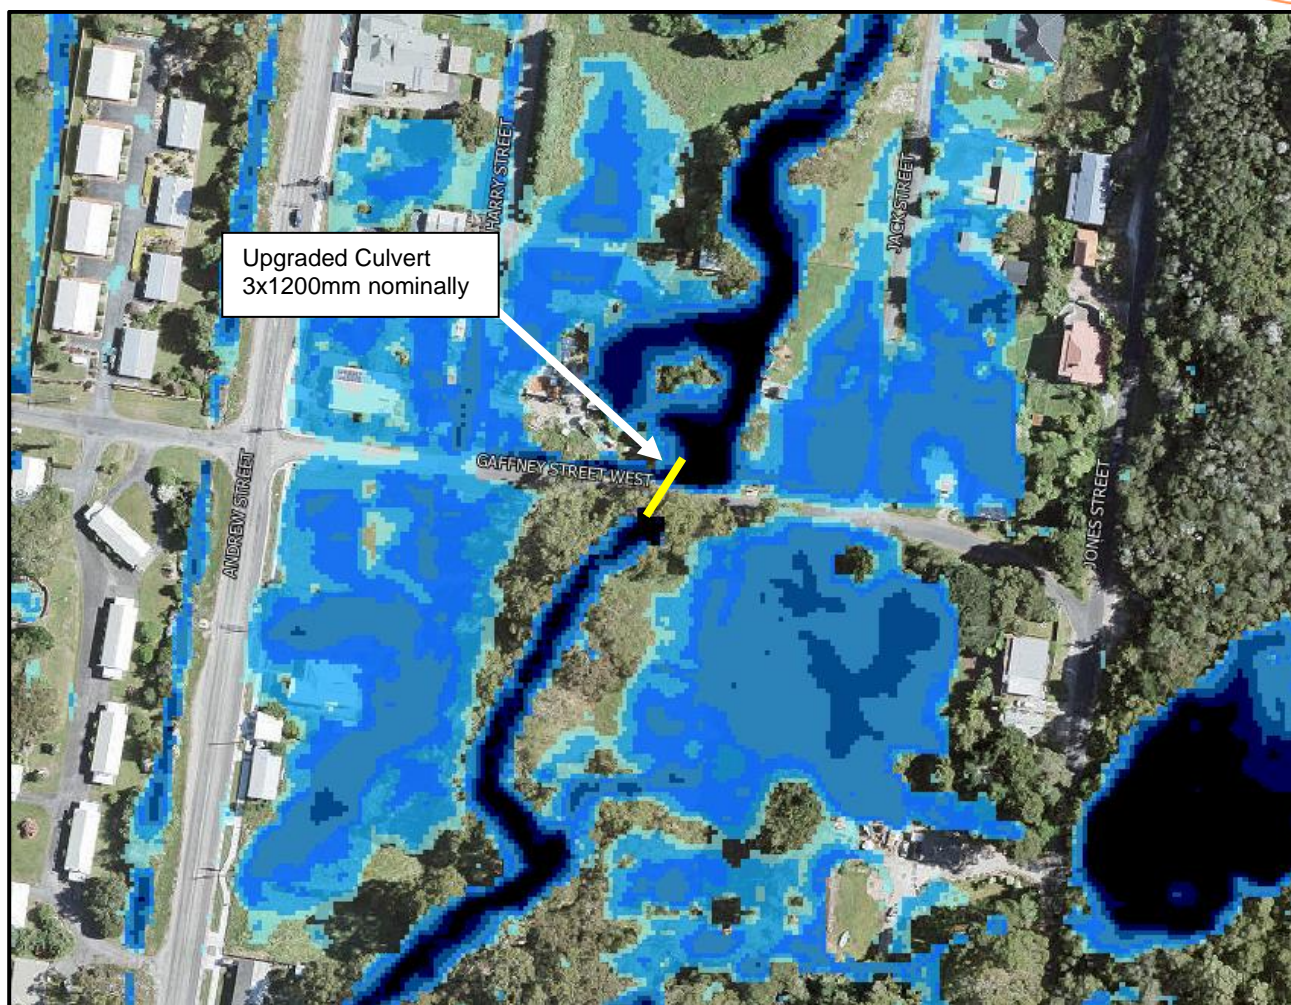 HARRY STREET
JACK STREET
Upgraded Culvert
3x1200mm nominally
GAFFNEY STREET WEST
ANDREW STREET
JONES STREET